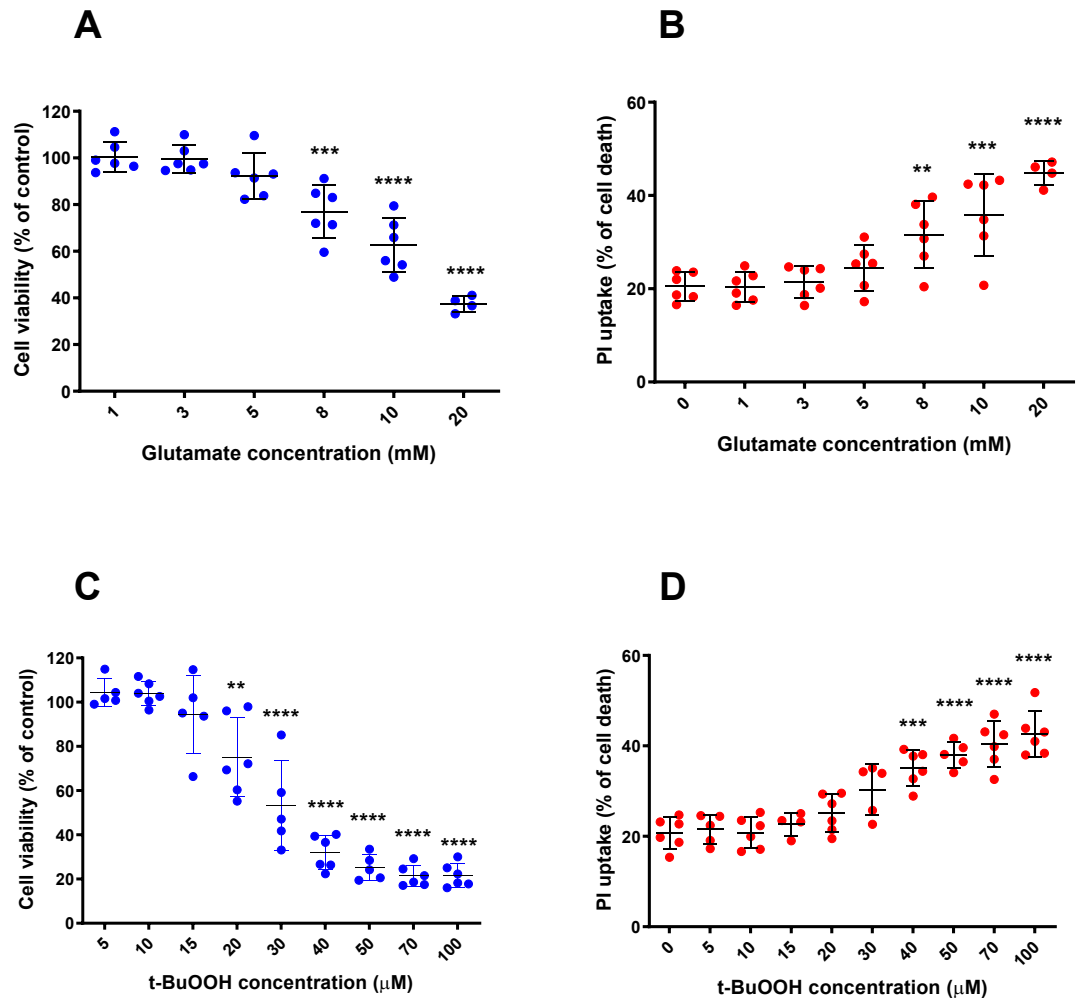 A
Cell viability (% of control)
120
100
80
60
40
20
0
***
****
****
1 3 5 8 10 20
Glutamate concentration (mM)
B
PI uptake (% of cell death)
60
40
20
0
**
***
****
0 1 3 5 8 10 20
Glutamate concentration (mM)
C
Cell viability (% of control)
120
100
80
60
40
20
0
**
****
****
****
****
****
5 10 15 20 30 40 50 70 100
t-BuOOH concentration (μM)
D
PI uptake (% of cell death)
60
40
20
0
***
****
****
****
0 5 10 15 20 30 40 50 70 100
t-BuOOH concentration (μM)